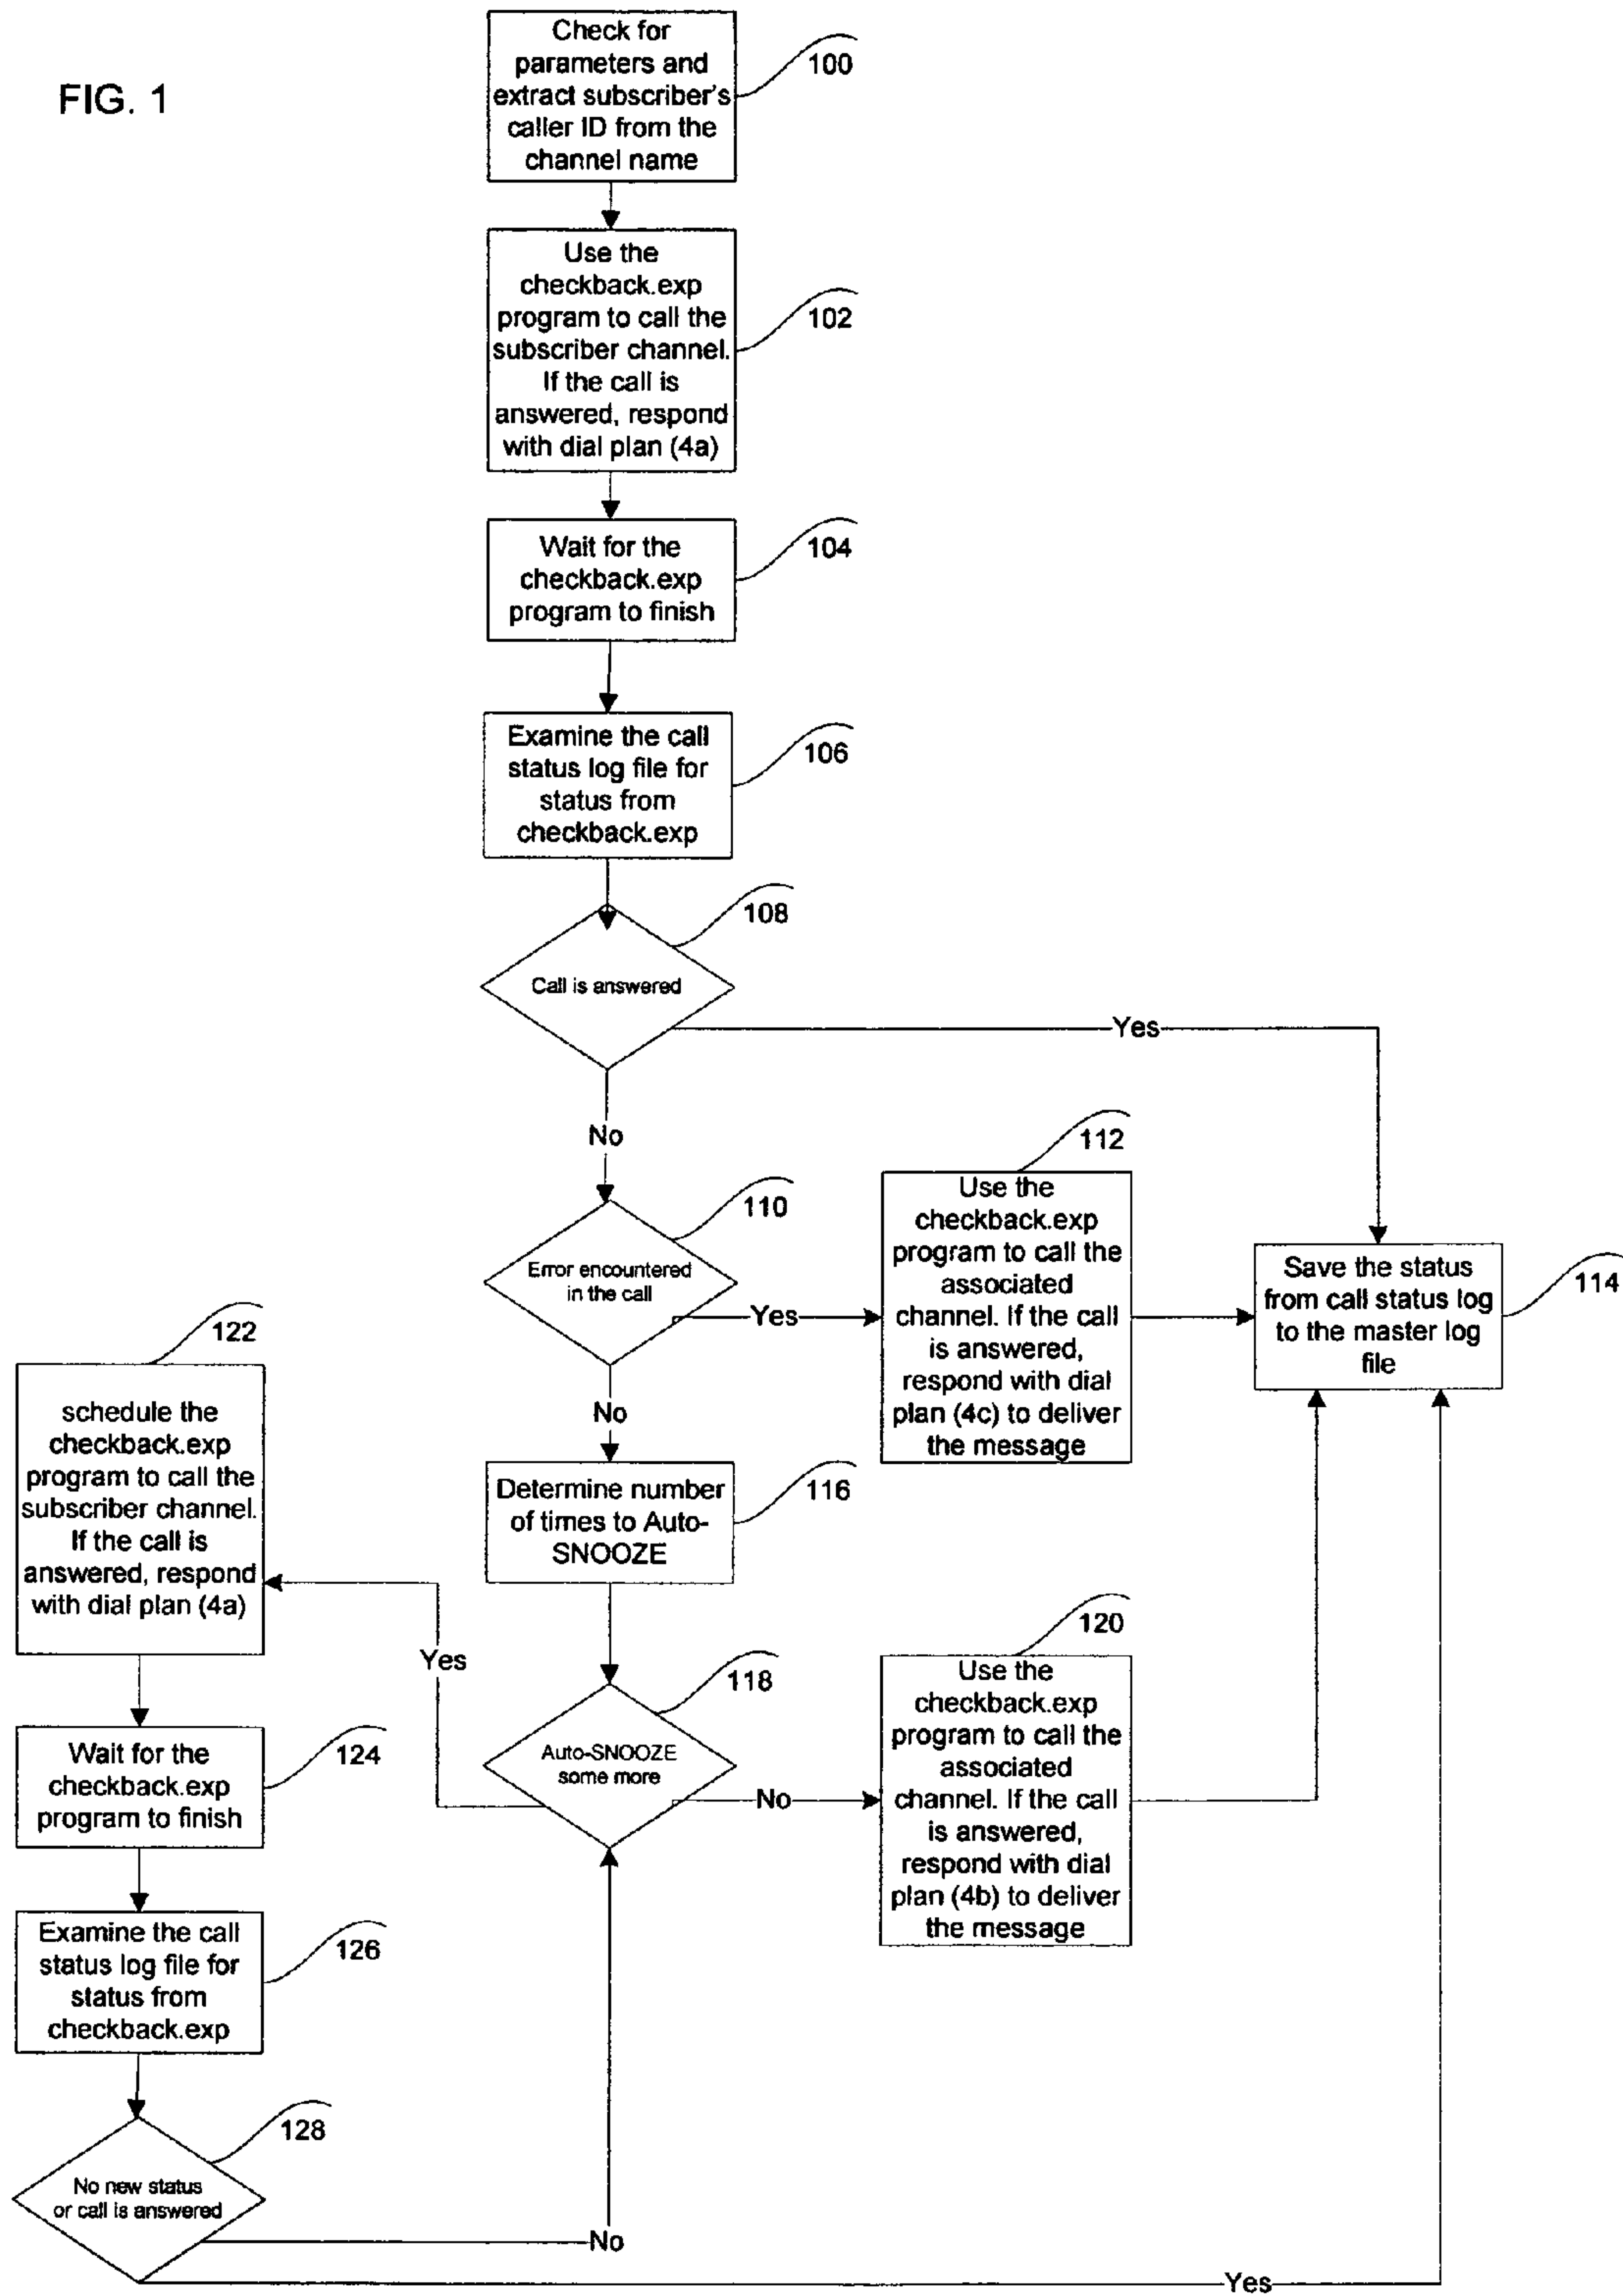 FIG. 1
Check for
parameters and
extract subscriber's
caller ID from the
channel name
100
Use the
checkback.exp
program to call the
subscriber channel.
If the call is
answered, respond
with dial plan (4a)
102
Wait for the
checkback.exp
program to finish
104
Examine the call
status log file for
status from
checkback.exp
106
Call is answered
108
Yes
No
Error encountered
in the call
110
Yes
No
Use the
checkback.exp
program to call the
associated
channel. If the call
is answered,
respond with dial
plan (4c) to deliver
the message
112
Save the status
from call status log
to the master log
file
114
Determine number
of times to Auto-
SNOOZE
116
Auto-SNOOZE
some more
118
Yes
No
Use the
checkback.exp
program to call the
associated
channel. If the call
is answered,
respond with dial
plan (4b) to deliver
the message
120
schedule the
checkback.exp
program to call the
subscriber channel.
If the call is
answered, respond
with dial plan (4a)
122
Wait for the
checkback.exp
program to finish
124
Examine the call
status log file for
status from
checkback.exp
126
No new status
or call is answered
128
No
Yes